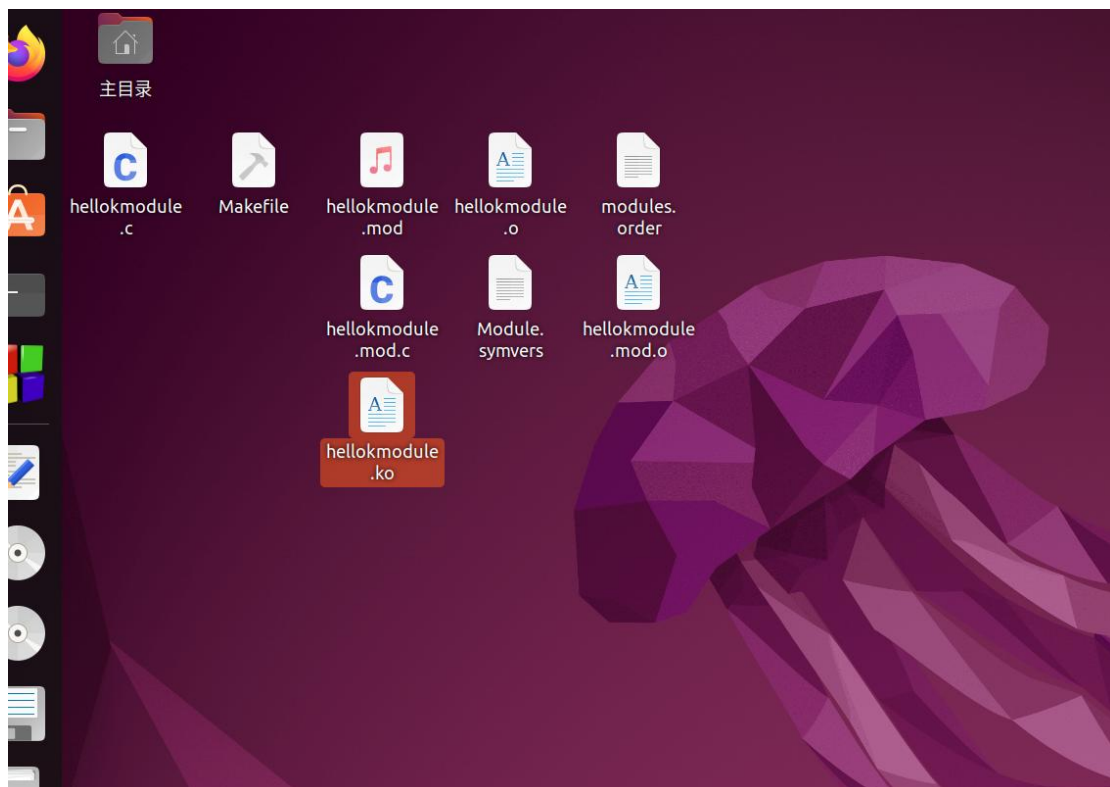 主目录
hellokmodule
.c
Makefile
hellokmodule
.mod
hellokmodule
.o
modules.
order
hellokmodule
.mod.c
Module.
symvers
hellokmodule
.mod.o
hellokmodule
.ko